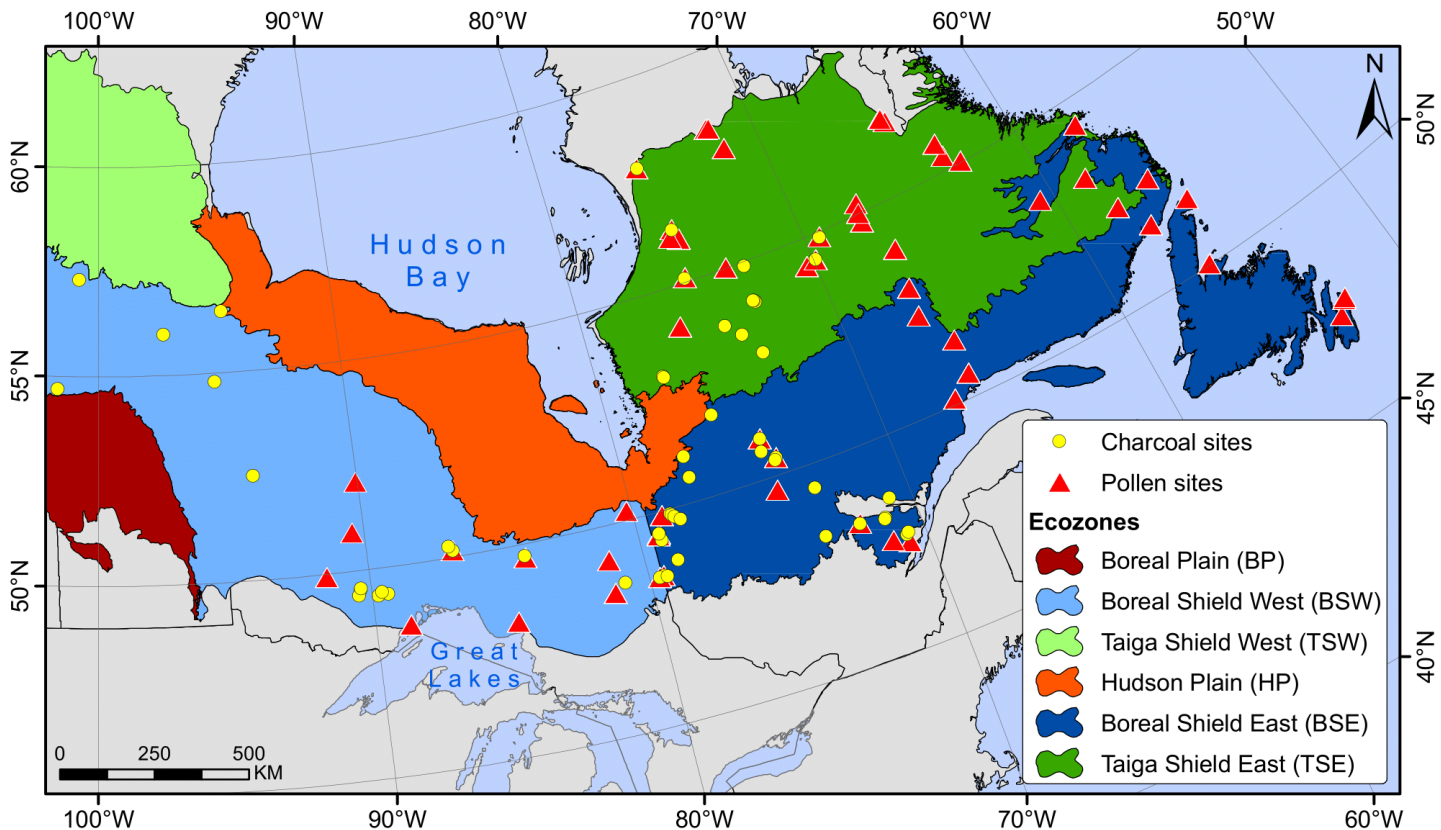 100°W
90°W
80°W
70°W
60°W
50°W
N
60°N
55°N
50°N
50°N
45°N
40°N
Hudson
Bay
Great
Lakes
Charcoal sites
Pollen sites
Ecozones
Boreal Plain (BP)
Boreal Shield West (BSW)
Taiga Shield West (TSW)
Hudson Plain (HP)
Boreal Shield East (BSE)
Taiga Shield East (TSE)
0 250 500
KM
100°W
90°W
80°W
70°W
60°W